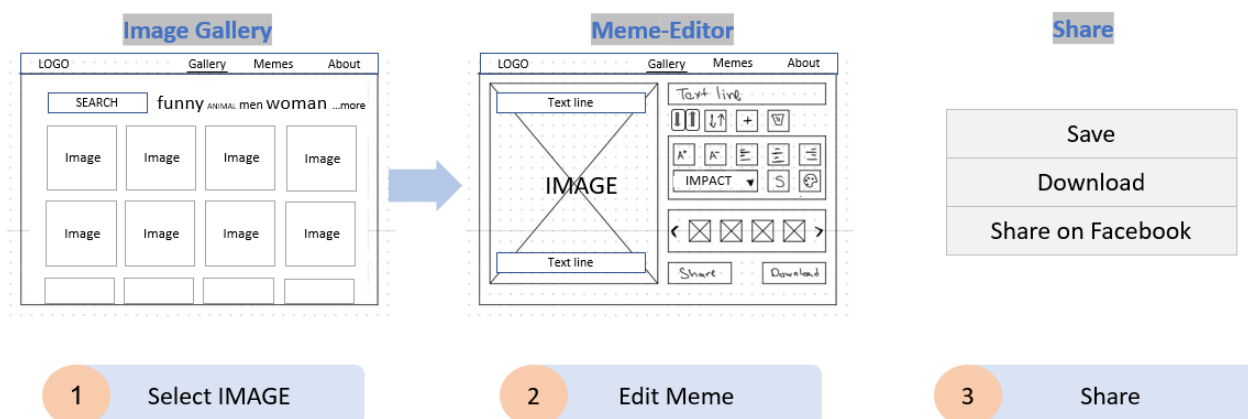 Image Gallery
LOGO Gallery Memes About
SEARCH funny ANIMAL men woman ...more
Image Image Image Image
Image Image Image Image
Meme-Editor
LOGO Gallery Memes About
Text line
IMAGE
Text line
Text line
A+ A-
IMPACT S
Share Download
Share
Save
Download
Share on Facebook
1 Select IMAGE
2 Edit Meme
3 Share